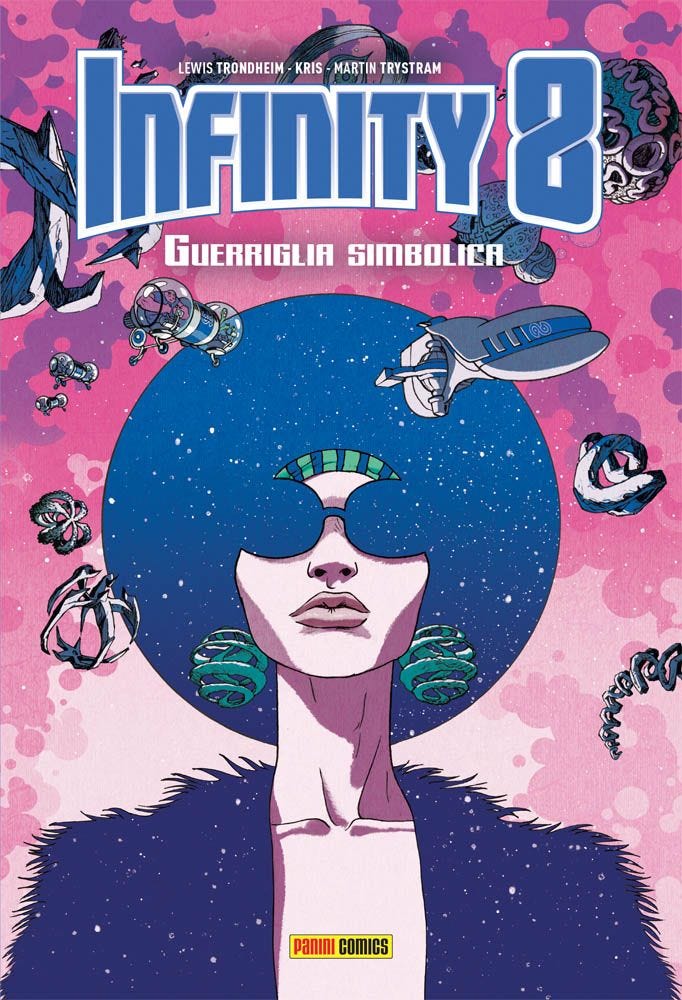 LEWIS TRONDHEIM - KRIS - MARTIN TRYSTRAM
INFINITY 8
GUERRIGLIA SIMBOLICA
PANINI COMICS